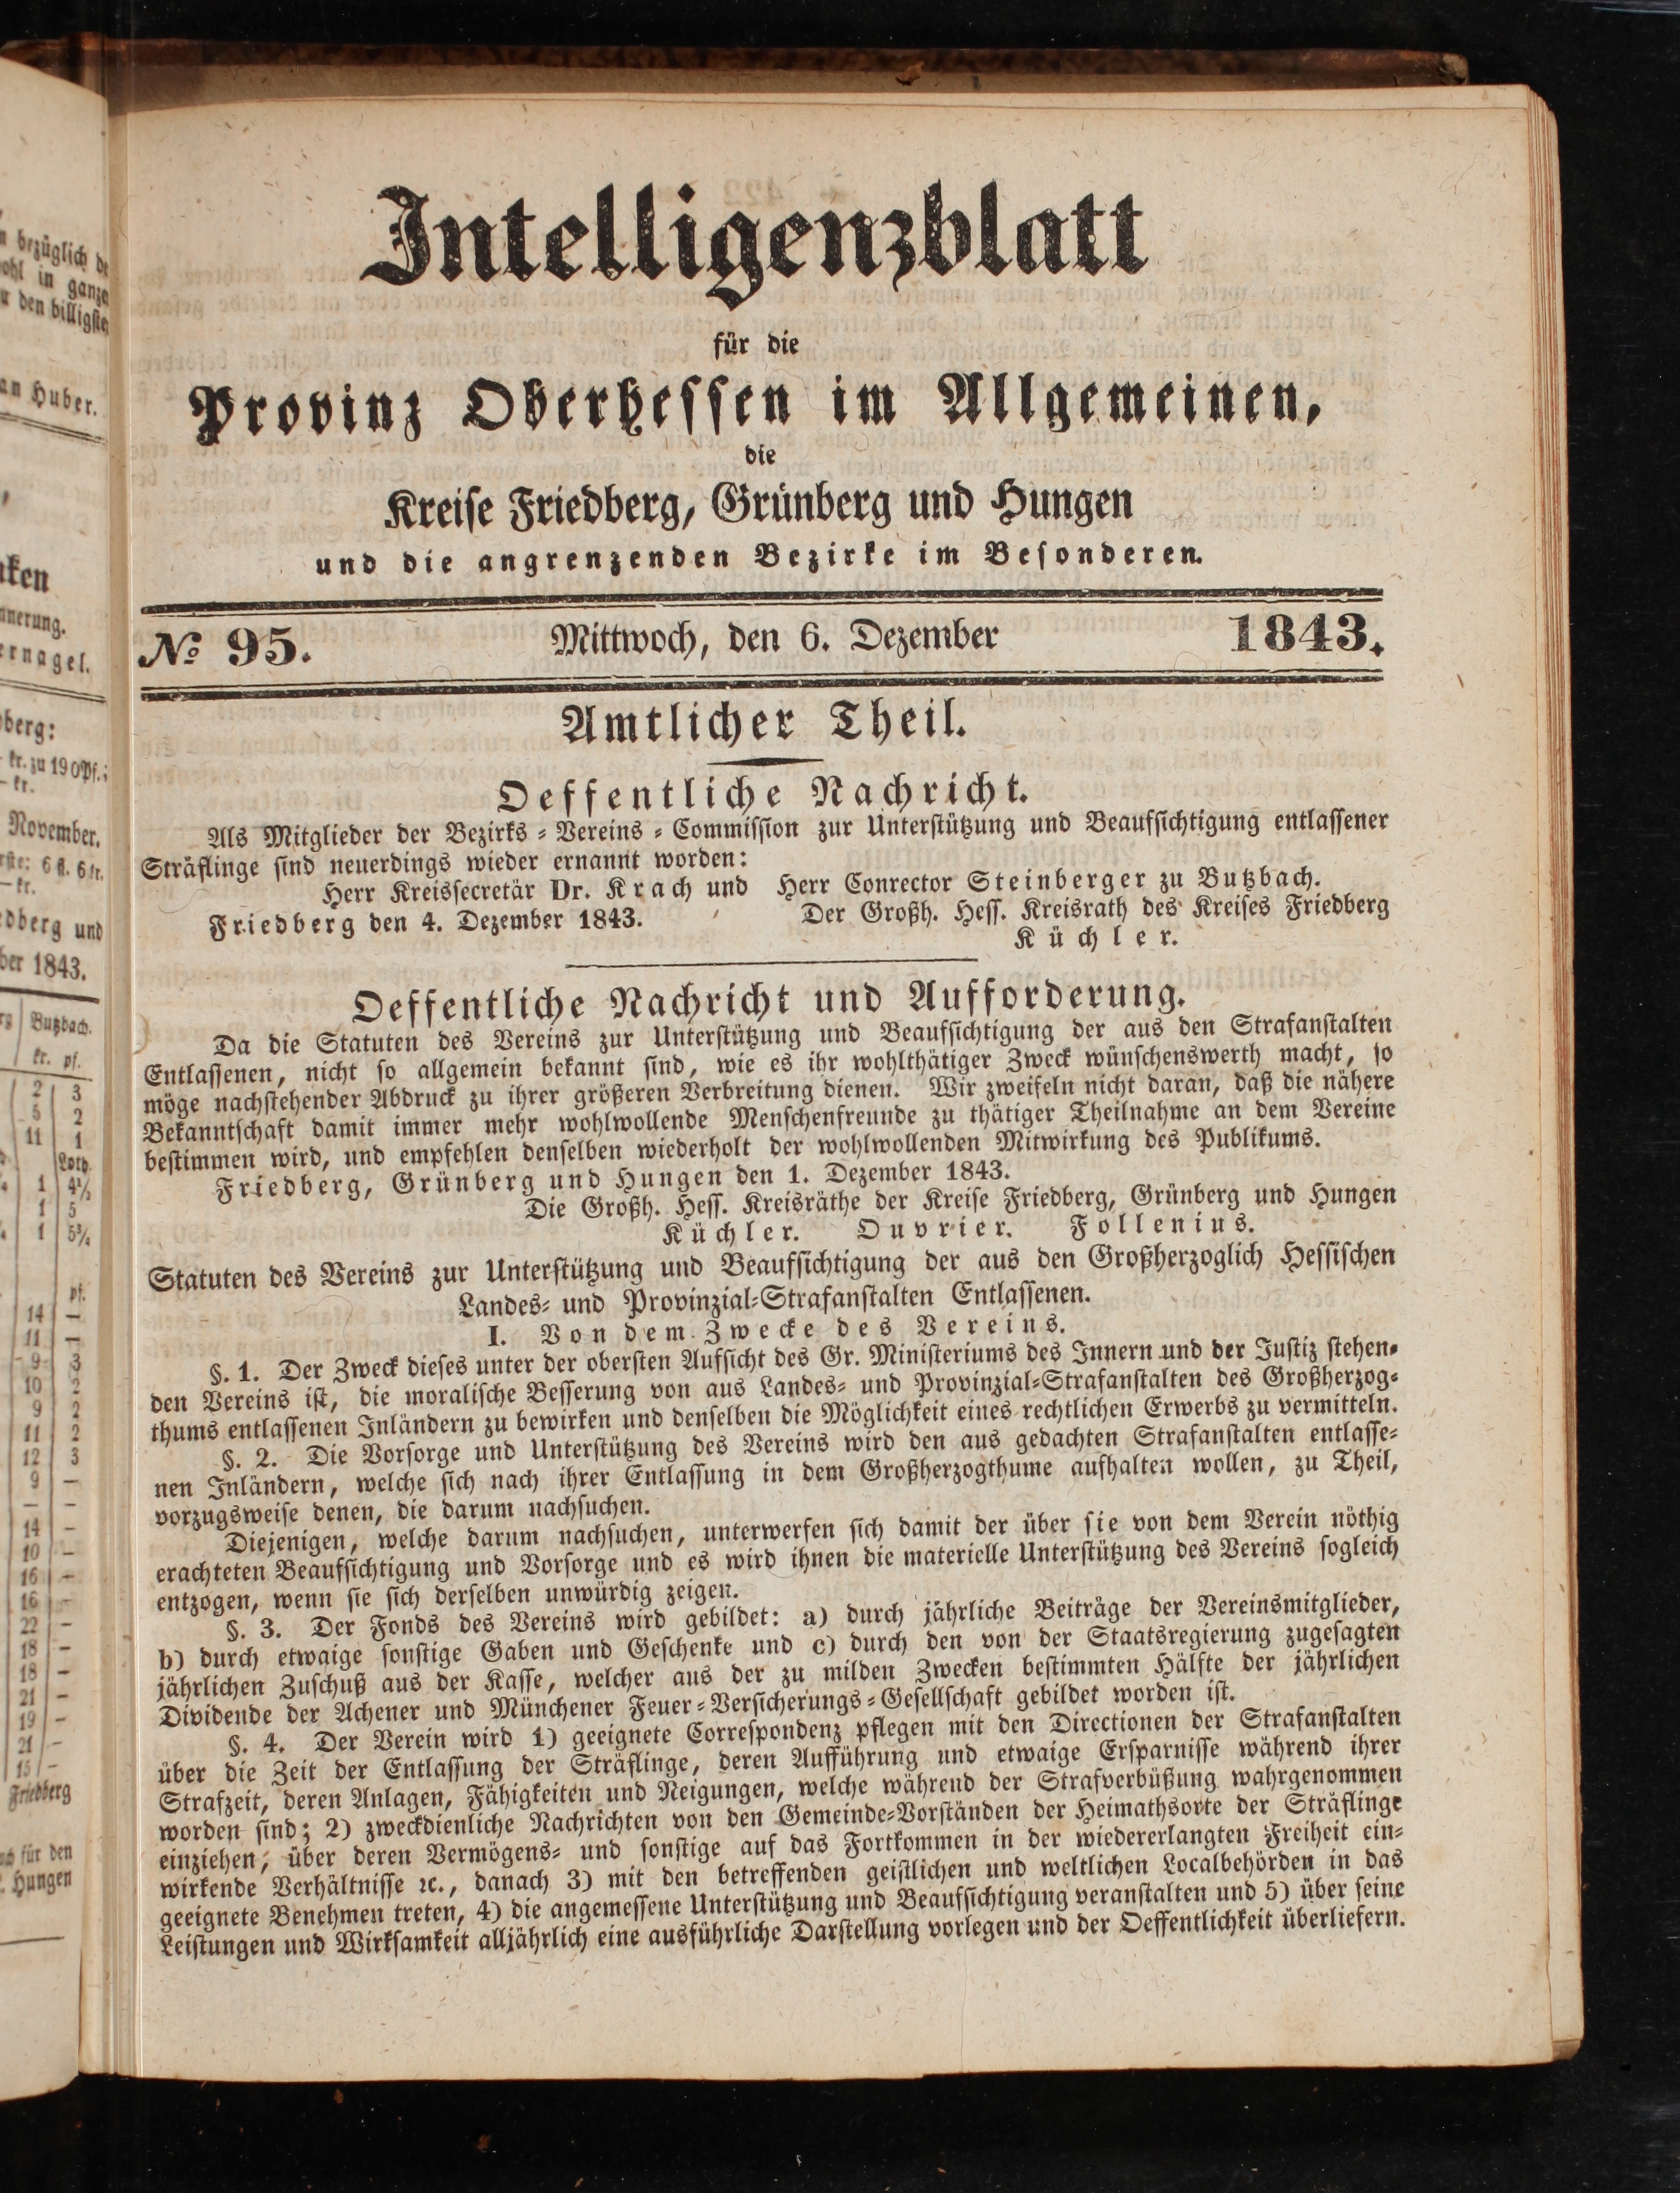 Intelligenzblatt
für die
Provinz Oberhessen im Allgemeinen,
die
Kreise Friedberg, Grünberg und Hungen
und die angrenzenden Bezirke im Besonderen.
№ 95. Mittwoch, den 6. Dezember 1843.
Amtlicher Theil.
Oeffentliche Nachricht.
Als Mitglieder der Bezirks-Vereins-Commission zur Unterstützung und Beaufsichtigung entlassener
Sträflinge sind neuerdings wieder ernannt worden:
Herr Kreissecretär Dr. Krach und Herr Conrector Steinberger zu Butzbach.
Friedberg den 4. Dezember 1843. Der Großh. Hess. Kreisrath des Kreises Friedberg
Küchler.
Oeffentliche Nachricht und Aufforderung.
Da die Statuten des Vereins zur Unterstützung und Beaufsichtigung der aus den Strafanstalten
Entlassenen, nicht so allgemein bekannt sind, wie es ihr wohlthätiger Zweck wünschenswerth macht, so
möge nachstehender Abdruck zu ihrer größeren Verbreitung dienen. Wir zweifeln nicht daran, daß die nähere
Bekanntschaft damit immer mehr wohlwollende Menschenfreunde zu thätiger Theilnahme an dem Vereine
bestimmen wird, und empfehlen denselben wiederholt der wohlwollenden Mitwirkung des Publikums.
Friedberg, Grünberg und Hungen den 1. Dezember 1843.
Die Großh. Hess. Kreisräthe der Kreise Friedberg, Grünberg und Hungen
Küchler. Ouvrier. Follenius.
Statuten des Vereins zur Unterstützung und Beaufsichtigung der aus den Großherzoglich Hessischen
Landes- und Provinzial-Strafanstalten Entlassenen.
I. Von dem Zwecke des Vereins.
§. 1. Der Zweck dieses unter der obersten Aufsicht des Gr. Ministeriums des Innern und der Justiz stehen-
den Vereins ist, die moralische Besserung von aus Landes- und Provinzial-Strafanstalten des Großherzog-
thums entlassenen Inländern zu bewirken und denselben die Möglichkeit eines rechtlichen Erwerbs zu vermitteln.
§. 2. Die Vorsorge und Unterstützung des Vereins wird den aus gedachten Strafanstalten entlasse-
nen Inländern, welche sich nach ihrer Entlassung in dem Großherzogthume aufhalten wollen, zu Theil,
vorzugsweise denen, die darum nachsuchen.
Diejenigen, welche darum nachsuchen, unterwerfen sich damit der über sie von dem Verein nöthig
erachteten Beaufsichtigung und Vorsorge und es wird ihnen die materielle Unterstützung des Vereins sogleich
entzogen, wenn sie sich derselben unwürdig zeigen.
§. 3. Der Fonds des Vereins wird gebildet: a) durch jährliche Beiträge der Vereinsmitglieder,
b) durch etwaige sonstige Gaben und Geschenke und c) durch den von der Staatsregierung zugesagten
jährlichen Zuschuß aus der Kasse, welcher aus der zu milden Zwecken bestimmten Hälfte der jährlichen
Dividende der Achener und Münchener Feuer-Versicherungs-Gesellschaft gebildet worden ist.
§. 4. Der Verein wird 1) geeignete Correspondenz pflegen mit den Directionen der Strafanstalten
über die Zeit der Entlassung der Sträflinge, deren Aufführung und etwaige Ersparnisse während ihrer
Strafzeit, deren Anlagen, Fähigkeiten und Neigungen, welche während der Strafverbüßung wahrgenommen
worden sind; 2) zweckdienliche Nachrichten von den Gemeinde-Vorständen der Heimathsorte der Sträflinge
einziehen, über deren Vermögens- und sonstige auf das Fortkommen in der wiedererlangten Freiheit ein-
wirkende Verhältnisse ꝛc., danach 3) mit den betreffenden geistlichen und weltlichen Localbehörden in das
geeignete Benehmen treten, 4) die angemessene Unterstützung und Beaufsichtigung veranstalten und 5) über seine
Leistungen und Wirksamkeit alljährlich eine ausführliche Darstellung vorlegen und der Oeffentlichkeit überliefern.